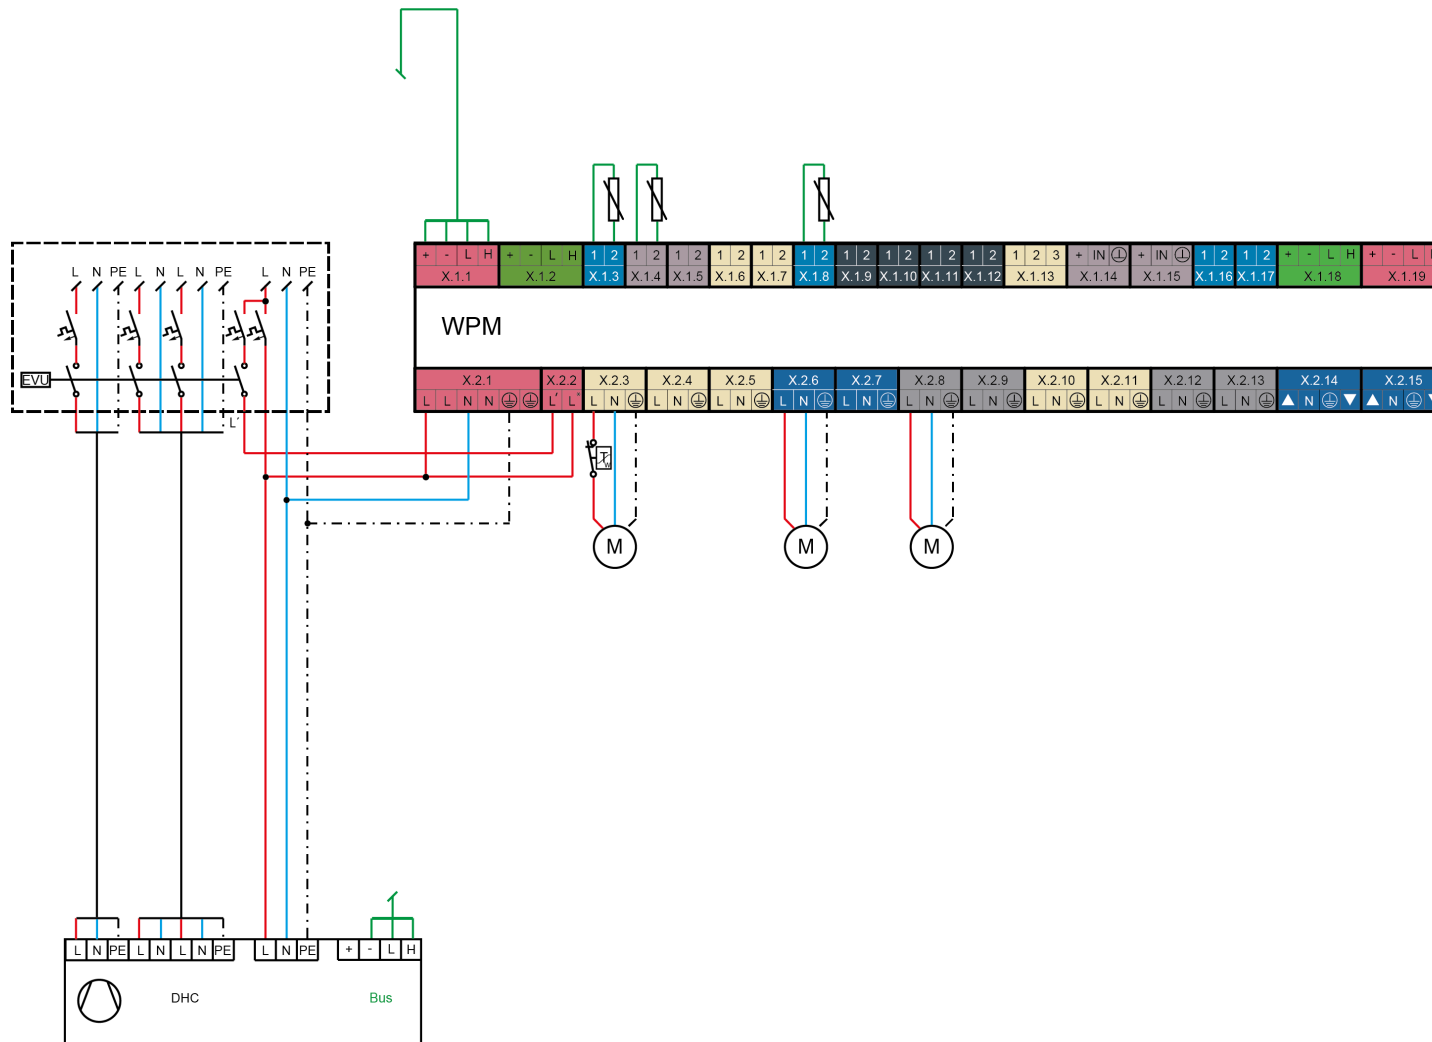 + - L H + - L H 1 2 1 2 1 2 1 2 1 2 1 2 1 2 1 2 1 2 1 2 1 2 3 + IN + IN 1 2 1 2 + - L H + - L
X.1.1 X.1.2 X.1.3 X.1.4 X.1.5 X.1.6 X.1.7 X.1.8 X.1.9 X.1.10 X.1.11 X.1.12 X.1.13 X.1.14 X.1.15 X.1.16 X.1.17 X.1.18 X.1.19
L N PE L N L N PE L N PE
WPM
EVU
X.2.1 X.2.2 X.2.3 X.2.4 X.2.5 X.2.6 X.2.7 X.2.8 X.2.9 X.2.10 X.2.11 X.2.12 X.2.13 X.2.14 X.2.15
L L N N L' L* L N L N L N L N L N L N L N L N L N L N L N N N
L'
T
W
M M M
L N PE L N L N PE L N PE + - L H
DHC Bus